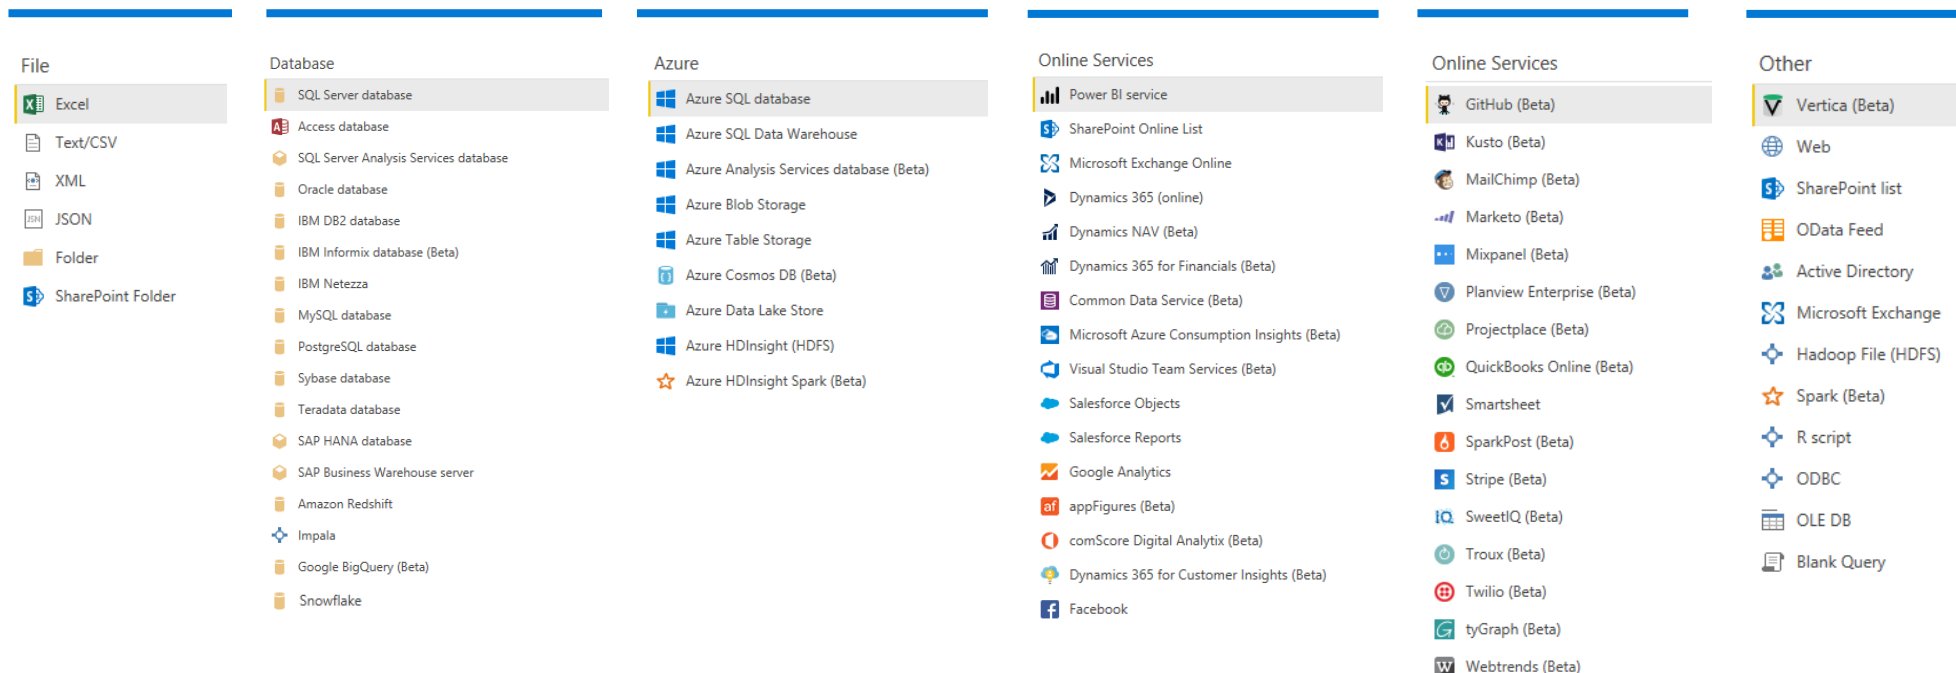 File
Excel
Text/CSV
XML
JSON
Folder
SharePoint Folder
Database
SQL Server database
Access database
SQL Server Analysis Services database
Oracle database
IBM DB2 database
IBM Informix database (Beta)
IBM Netezza
MySQL database
PostgreSQL database
Sybase database
Teradata database
SAP HANA database
SAP Business Warehouse server
Amazon Redshift
Impala
Google BigQuery (Beta)
Snowflake
Azure
Azure SQL database
Azure SQL Data Warehouse
Azure Analysis Services database (Beta)
Azure Blob Storage
Azure Table Storage
Azure Cosmos DB (Beta)
Azure Data Lake Store
Azure HDInsight (HDFS)
Azure HDInsight Spark (Beta)
Online Services
Power BI service
SharePoint Online List
Microsoft Exchange Online
Dynamics 365 (online)
Dynamics NAV (Beta)
Dynamics 365 for Financials (Beta)
Common Data Service (Beta)
Microsoft Azure Consumption Insights (Beta)
Visual Studio Team Services (Beta)
Salesforce Objects
Salesforce Reports
Google Analytics
appFigures (Beta)
comScore Digital Analytix (Beta)
Dynamics 365 for Customer Insights (Beta)
Facebook
Online Services
GitHub (Beta)
Kusto (Beta)
MailChimp (Beta)
Marketo (Beta)
Mixpanel (Beta)
Planview Enterprise (Beta)
Projectplace (Beta)
QuickBooks Online (Beta)
Smartsheet
SparkPost (Beta)
Stripe (Beta)
SweetIQ (Beta)
Troux (Beta)
Twilio (Beta)
tyGraph (Beta)
Webtrends (Beta)
Other
Vertica (Beta)
Web
SharePoint list
OData Feed
Active Directory
Microsoft Exchange
Hadoop File (HDFS)
Spark (Beta)
R script
ODBC
OLE DB
Blank Query